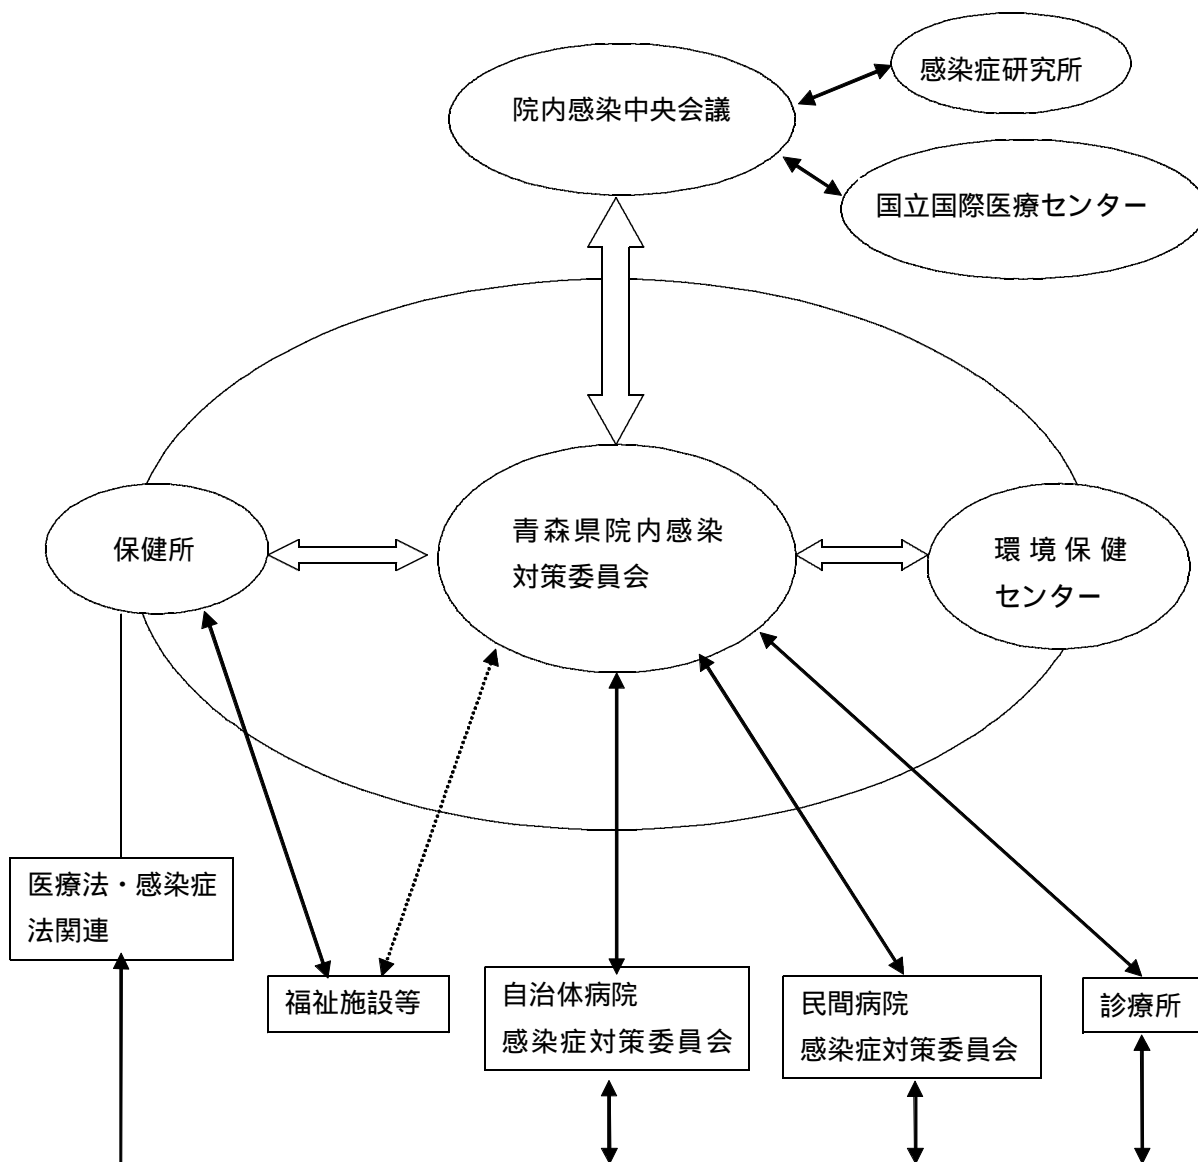 感染症研究所
院内感染中央会議
国立国際医療センター
保健所
青森県院内感染
対策委員会
環境保健
センター
医療法・感染症
法関連
福祉施設等
自治体病院
感染症対策委員会
民間病院
感染症対策委員会
診療所